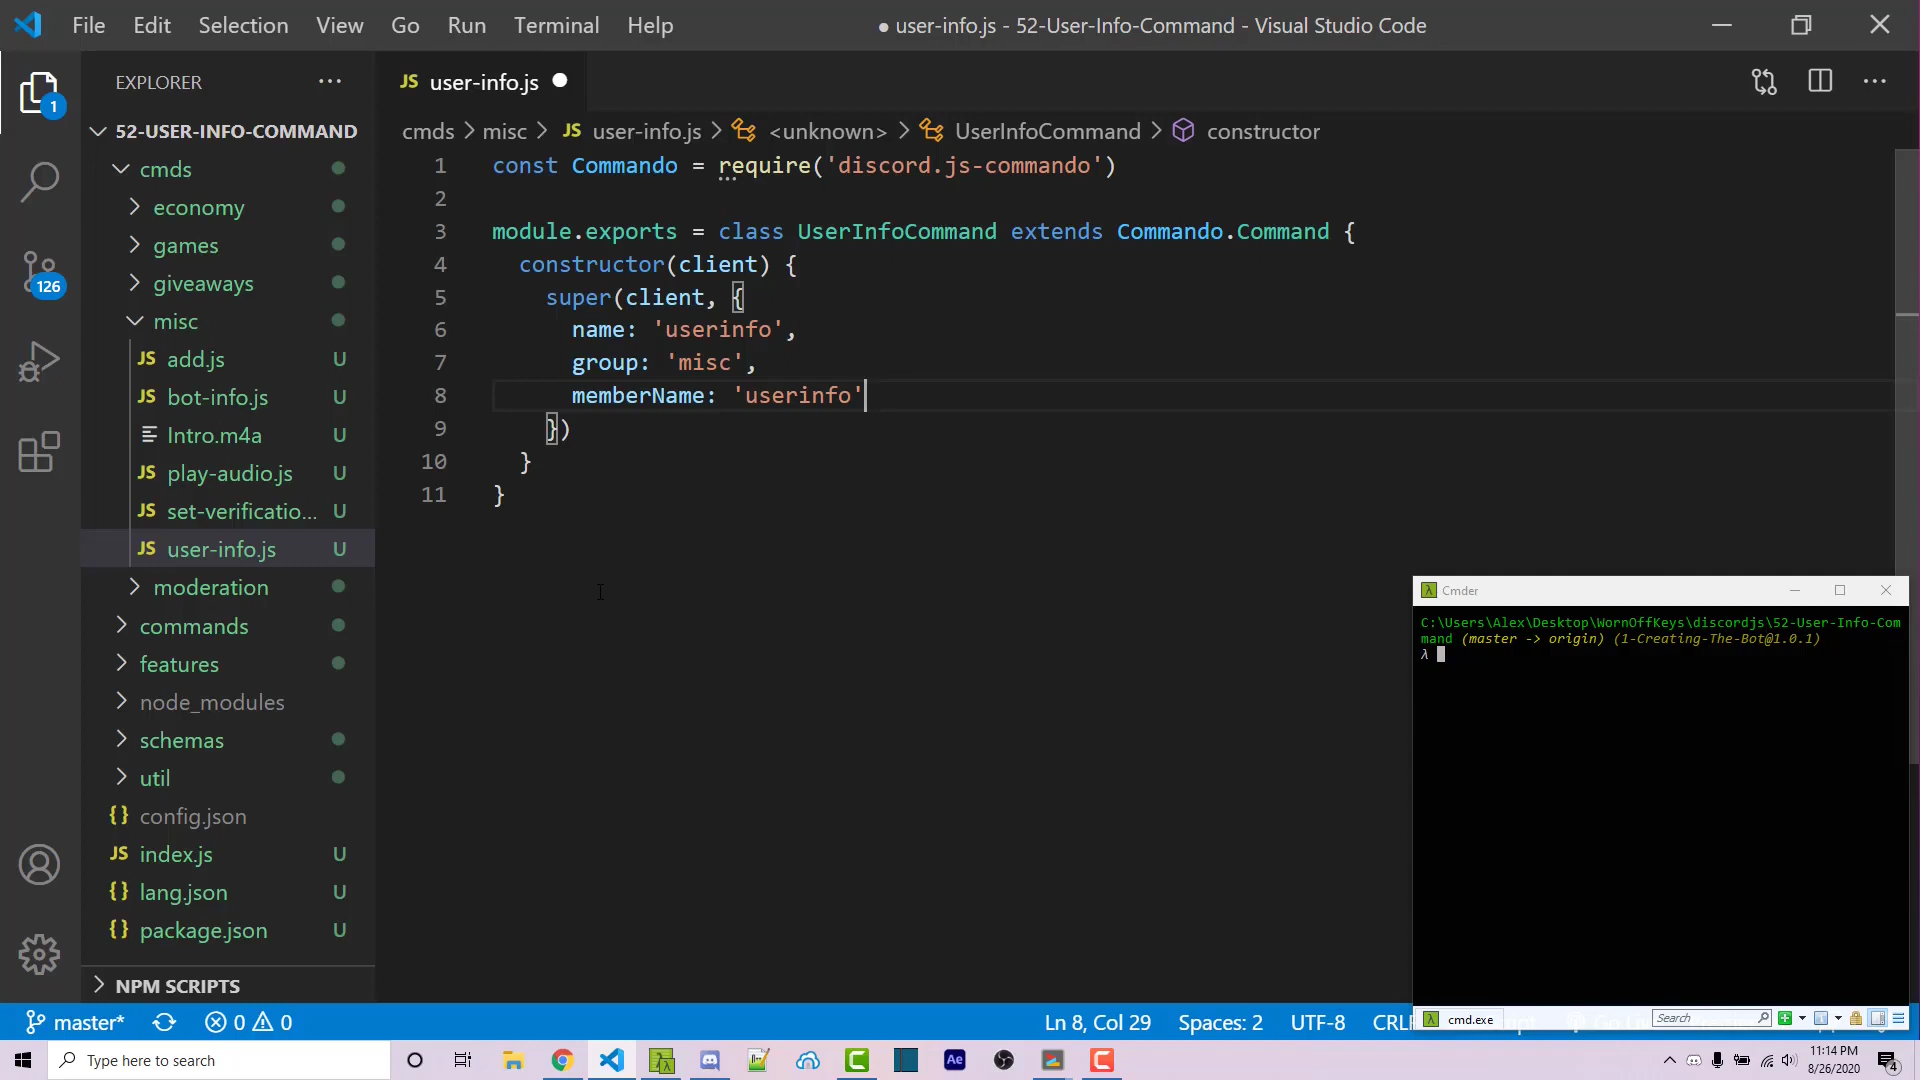 File Edit Selection View Go Run Terminal Help
● user-info.js - 52-User-Info-Command - Visual Studio Code
EXPLORER
JS user-info.js
1
52-USER-INFO-COMMAND
cmds
economy
games
giveaways
misc
JS add.js U
JS bot-info.js U
Intro.m4a U
JS play-audio.js U
JS set-verificatio... U
JS user-info.js U
moderation
commands
features
node_modules
schemas
util
{} config.json
JS index.js U
{} lang.json U
{} package.json U
NPM SCRIPTS
126
cmds > misc > JS user-info.js > <unknown> > UserInfoCommand > constructor
1 const Commando = require('discord.js-commando')
2
3 module.exports = class UserInfoCommand extends Commando.Command {
4 constructor(client) {
5 super(client, {
6 name: 'userinfo',
7 group: 'misc',
8 memberName: 'userinfo'
9 })
10 }
11 }
Cmder
C:\Users\Alex\Desktop\WornOffKeys\discordjs\52-User-Info-Com
mand (master -> origin) (1-Creating-The-Bot@1.0.1)
λ
cmd.exe
Search
master* 0 0
Ln 8, Col 29 Spaces: 2 UTF-8
Type here to search
Ae
11:14 PM
8/26/2020
4